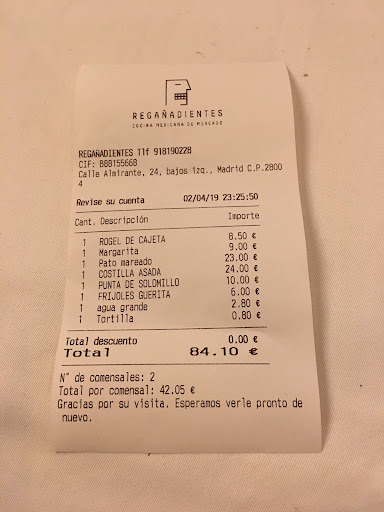 REGAÑADIENTES
COCINA MEXICANA DE MERCADO
REGAÑADIENTES Tlf 918190228
CIF: B88155668
Calle Almirante, 24, bajos izq., Madrid C.P.2800
4
Revise su cuenta 02/04/19 23:25:50
Cant. Descripción Importe
1 ROGEL DE CAJETA 8.50 €
1 Margarita 9.00 €
1 Pato mareado 23.00 €
1 COSTILLA ASADA 24.00 €
1 PUNTA DE SOLOMILLO 10.00 €
1 FRIJOLES GUERITA 6.00 €
1 agua grande 2.80 €
1 Tortilla 0.80 €
Total descuento 0.00 €
Total 84.10 €
N° de comensales: 2
Total por comensal: 42.05 €
Gracias por su visita. Esperamos verle pronto de
nuevo.